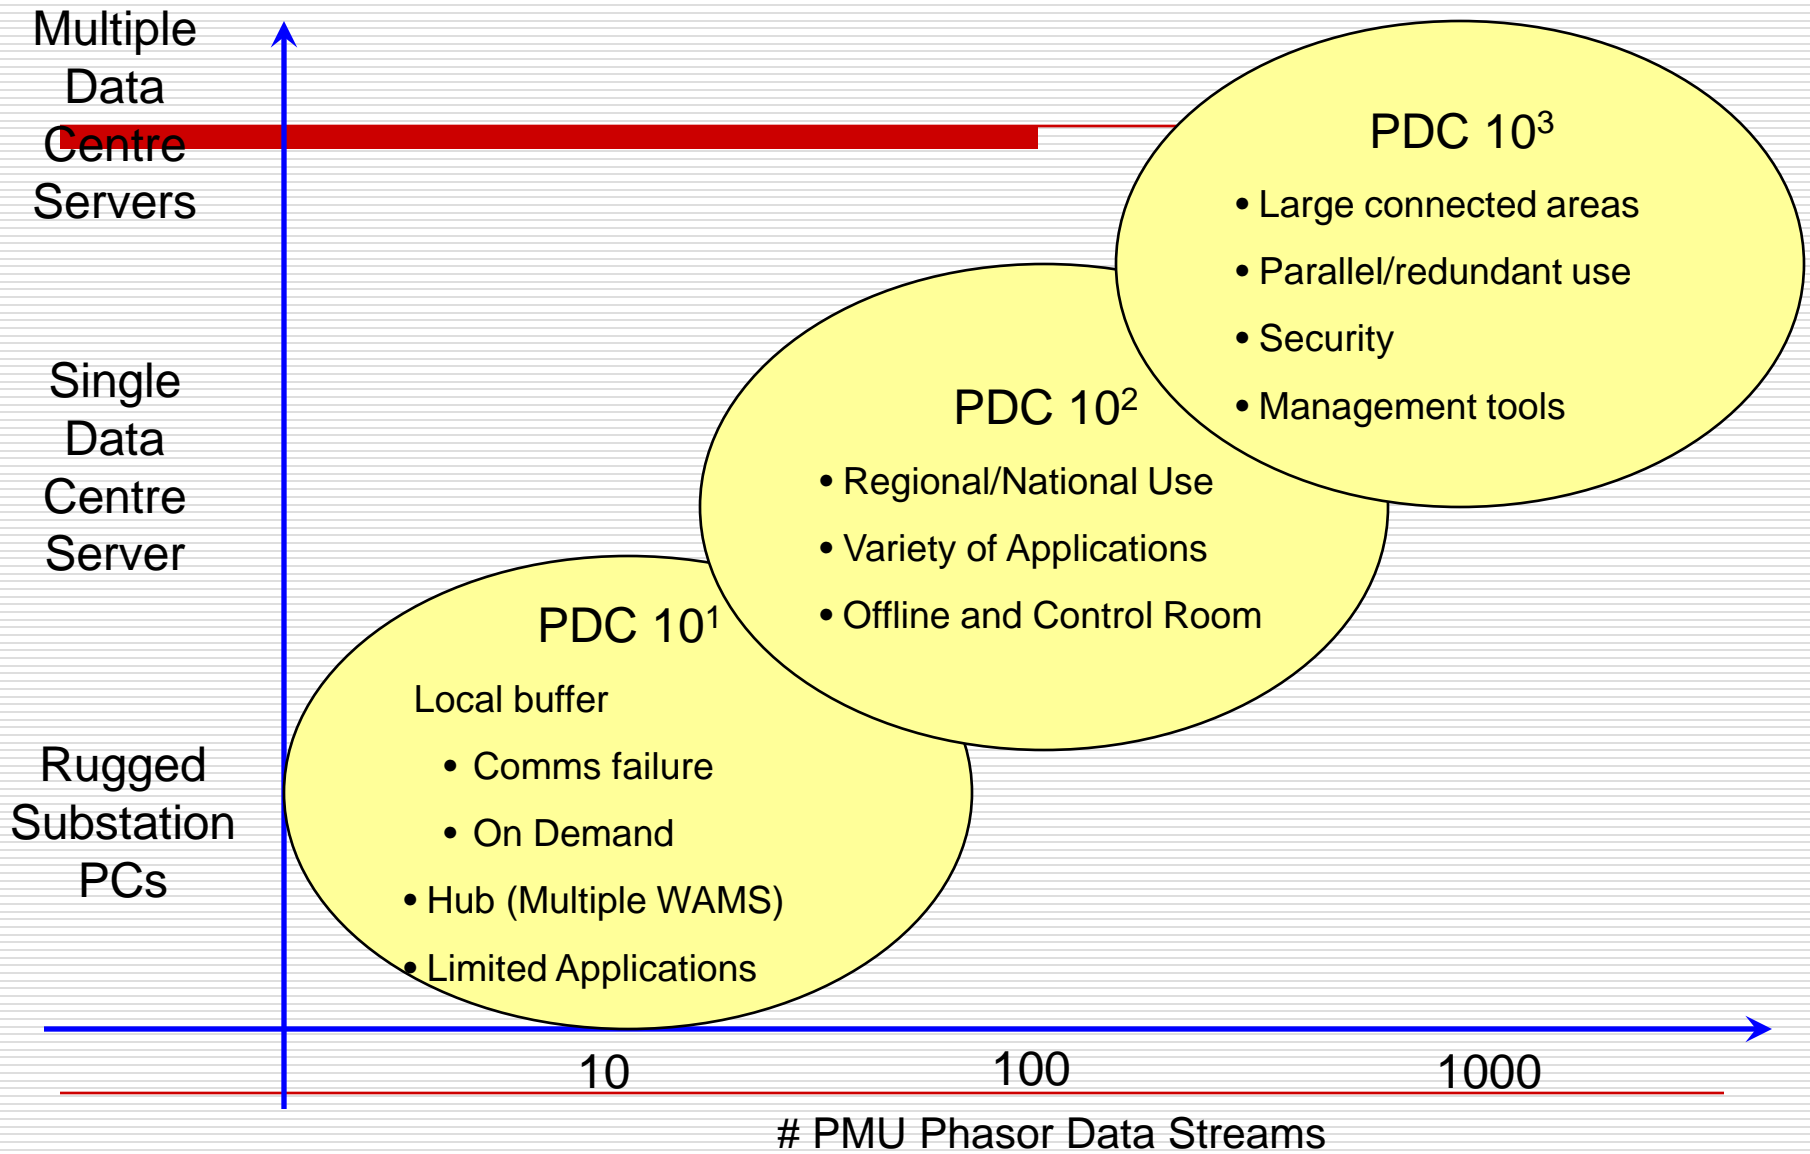 Multiple
Data
Centre
Servers
Single
Data
Centre
Server
Rugged
Substation
PCs
PDC 10³
• Large connected areas
• Parallel/redundant use
• Security
• Management tools
PDC 10²
• Regional/National Use
• Variety of Applications
• Offline and Control Room
PDC 10¹
Local buffer
• Comms failure
• On Demand
• Hub (Multiple WAMS)
• Limited Applications
10
100
1000
# PMU Phasor Data Streams